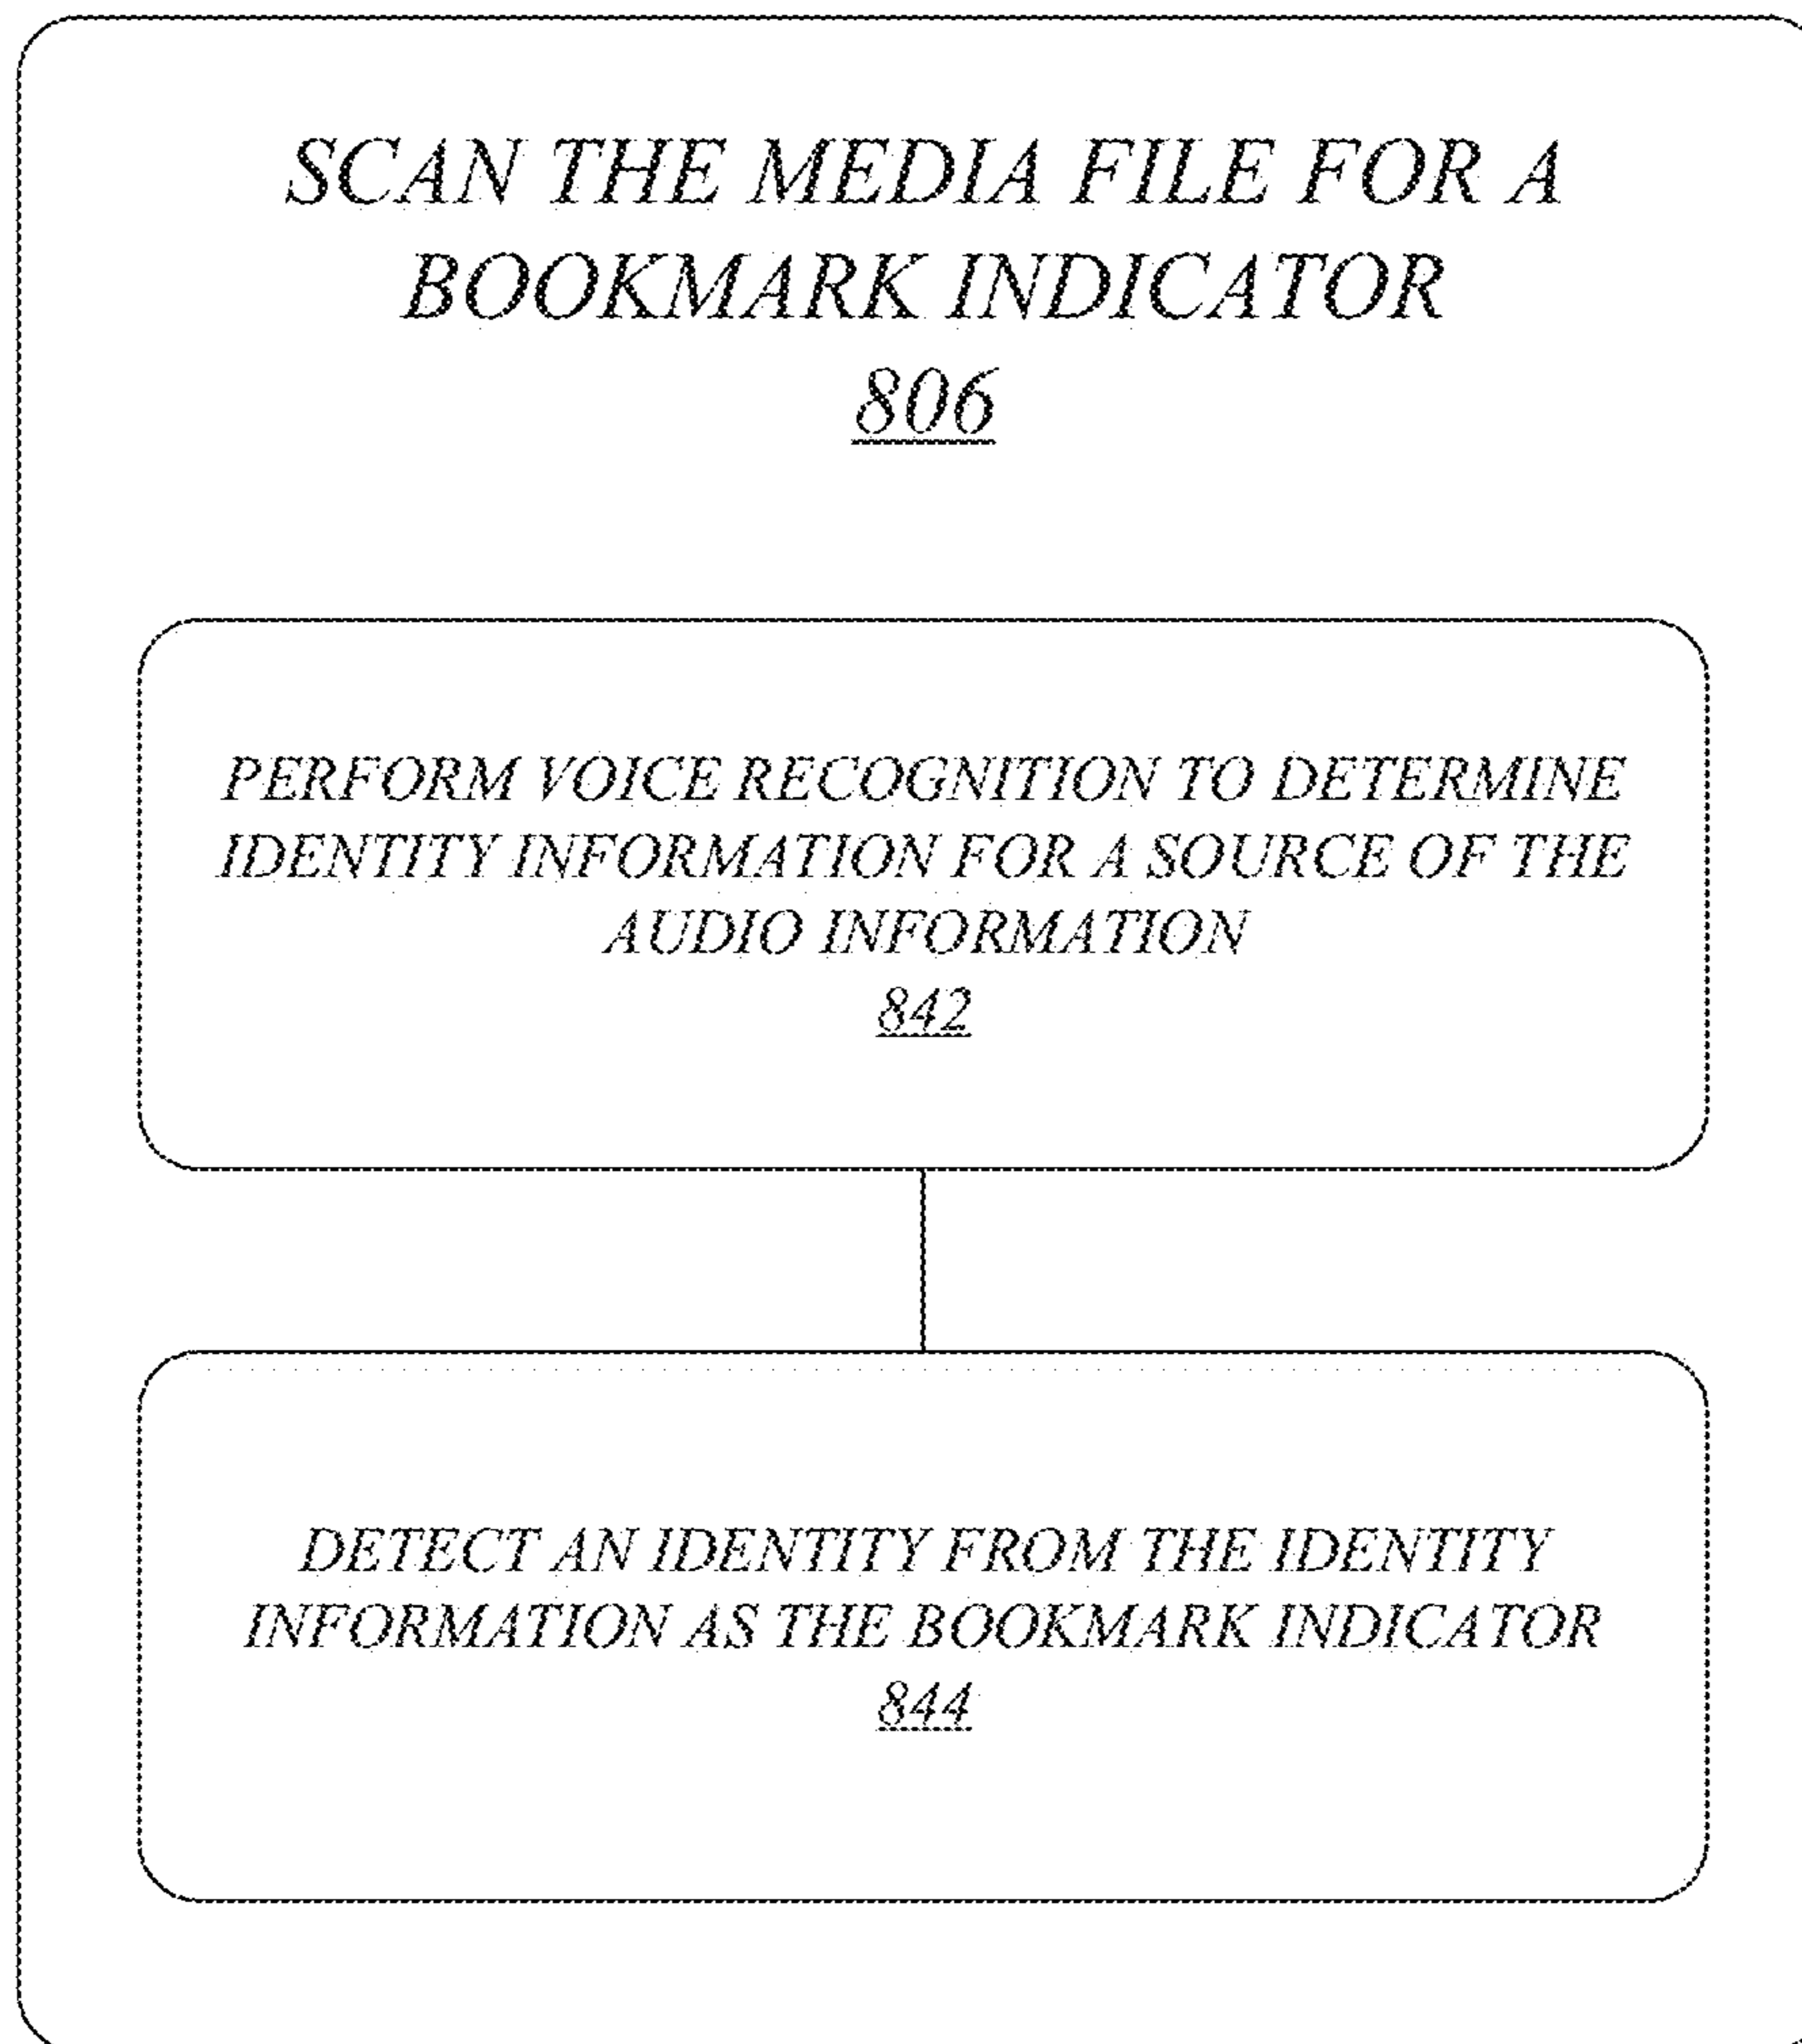 SCAN THE MEDIA FILE FOR A
BOOKMARK INDICATOR
806
PERFORM VOICE RECOGNITION TO DETERMINE
IDENTITY INFORMATION FOR A SOURCE OF THE
AUDIO INFORMATION
842
DETECT AN IDENTITY FROM THE IDENTITY
INFORMATION AS THE BOOKMARK INDICATOR
844